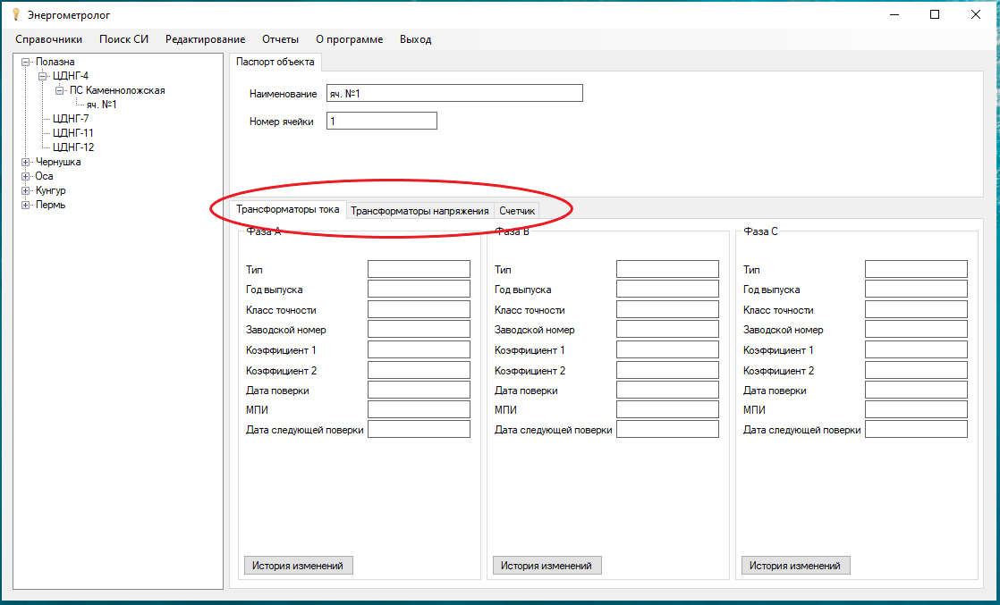 Энергометролог
Справочники Поиск СИ Редактирование Отчеты О программе Выход
Полазна
ЦДНГ-4
ПС Каменноложская
яч. №1
ЦДНГ-7
ЦДНГ-11
ЦДНГ-12
Чернушка
Оса
Кунгур
Пермь
Паспорт объекта
Наименование яч. №1
Номер ячейки 1
Трансформаторы тока Трансформаторы напряжения Счетчик
Фаза A Фаза B Фаза C
Тип Тип Тип
Год выпуска Год выпуска Год выпуска
Класс точности Класс точности Класс точности
Заводской номер Заводской номер Заводской номер
Коэффициент 1 Коэффициент 1 Коэффициент 1
Коэффициент 2 Коэффициент 2 Коэффициент 2
Дата поверки Дата поверки Дата поверки
МПИ МПИ МПИ
Дата следующей поверки Дата следующей поверки Дата следующей поверки
История изменений История изменений История изменений